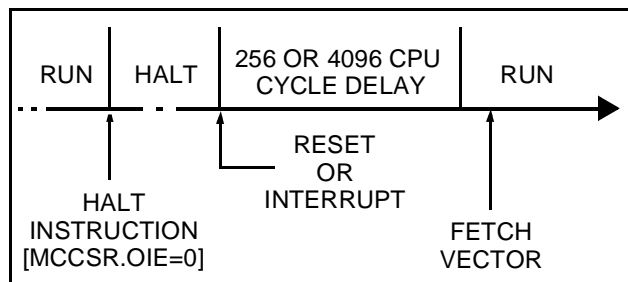 RUN
HALT
256 OR 4096 CPU
CYCLE DELAY
RUN
RESET
OR
INTERRUPT
HALT
INSTRUCTION
[MCCSR.OIE=0]
FETCH
VECTOR